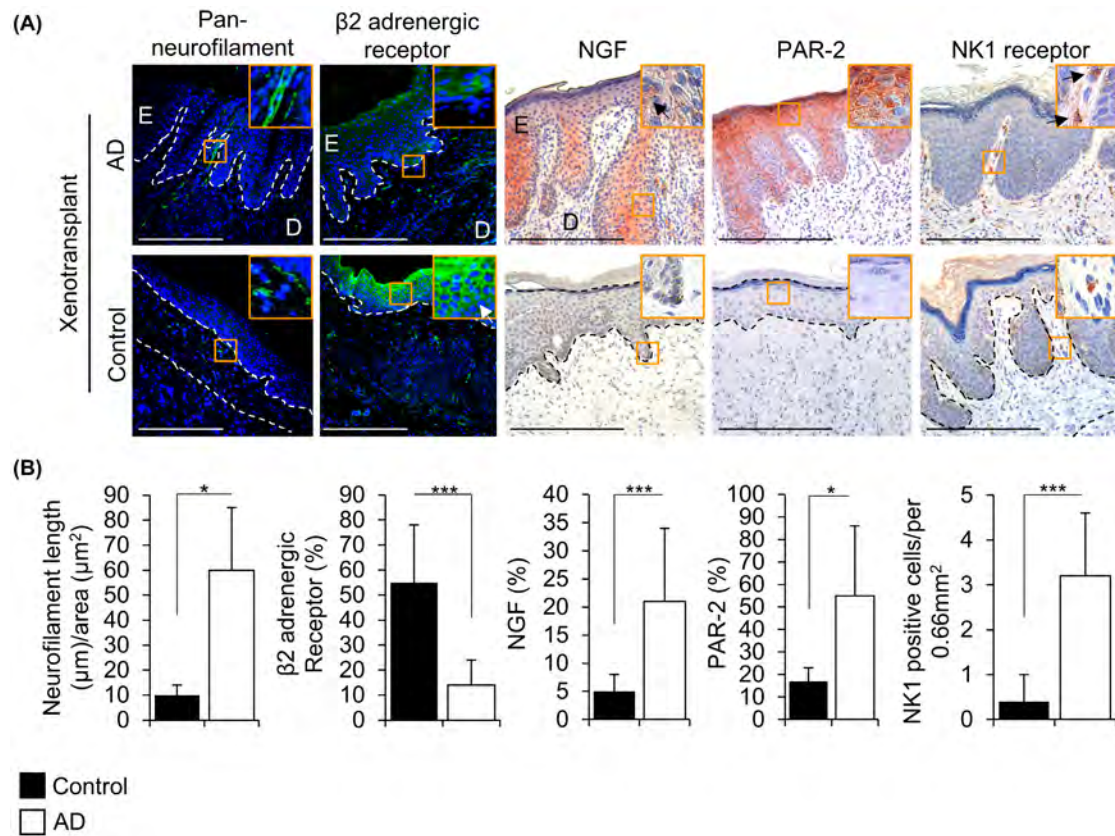 (A)
Pan-
neurofilament
β2 adrenergic
receptor
NGF
PAR-2
NK1 receptor
Xenotransplant
AD
E
D
E
D
E
D
Control
(B)
Neurofilament length
(μm)/area (μm²)
90
80
70
60
50
40
30
20
10
0
*
β2 adrenergic
Receptor (%)
90
80
70
60
50
40
30
20
10
0
***
NGF (%)
40
35
30
25
20
15
10
5
0
***
PAR-2 (%)
100
90
80
70
60
50
40
30
20
10
0
*
NK1 positive cells/per
0.66mm²
5
4
3
2
1
0
***
Control
AD